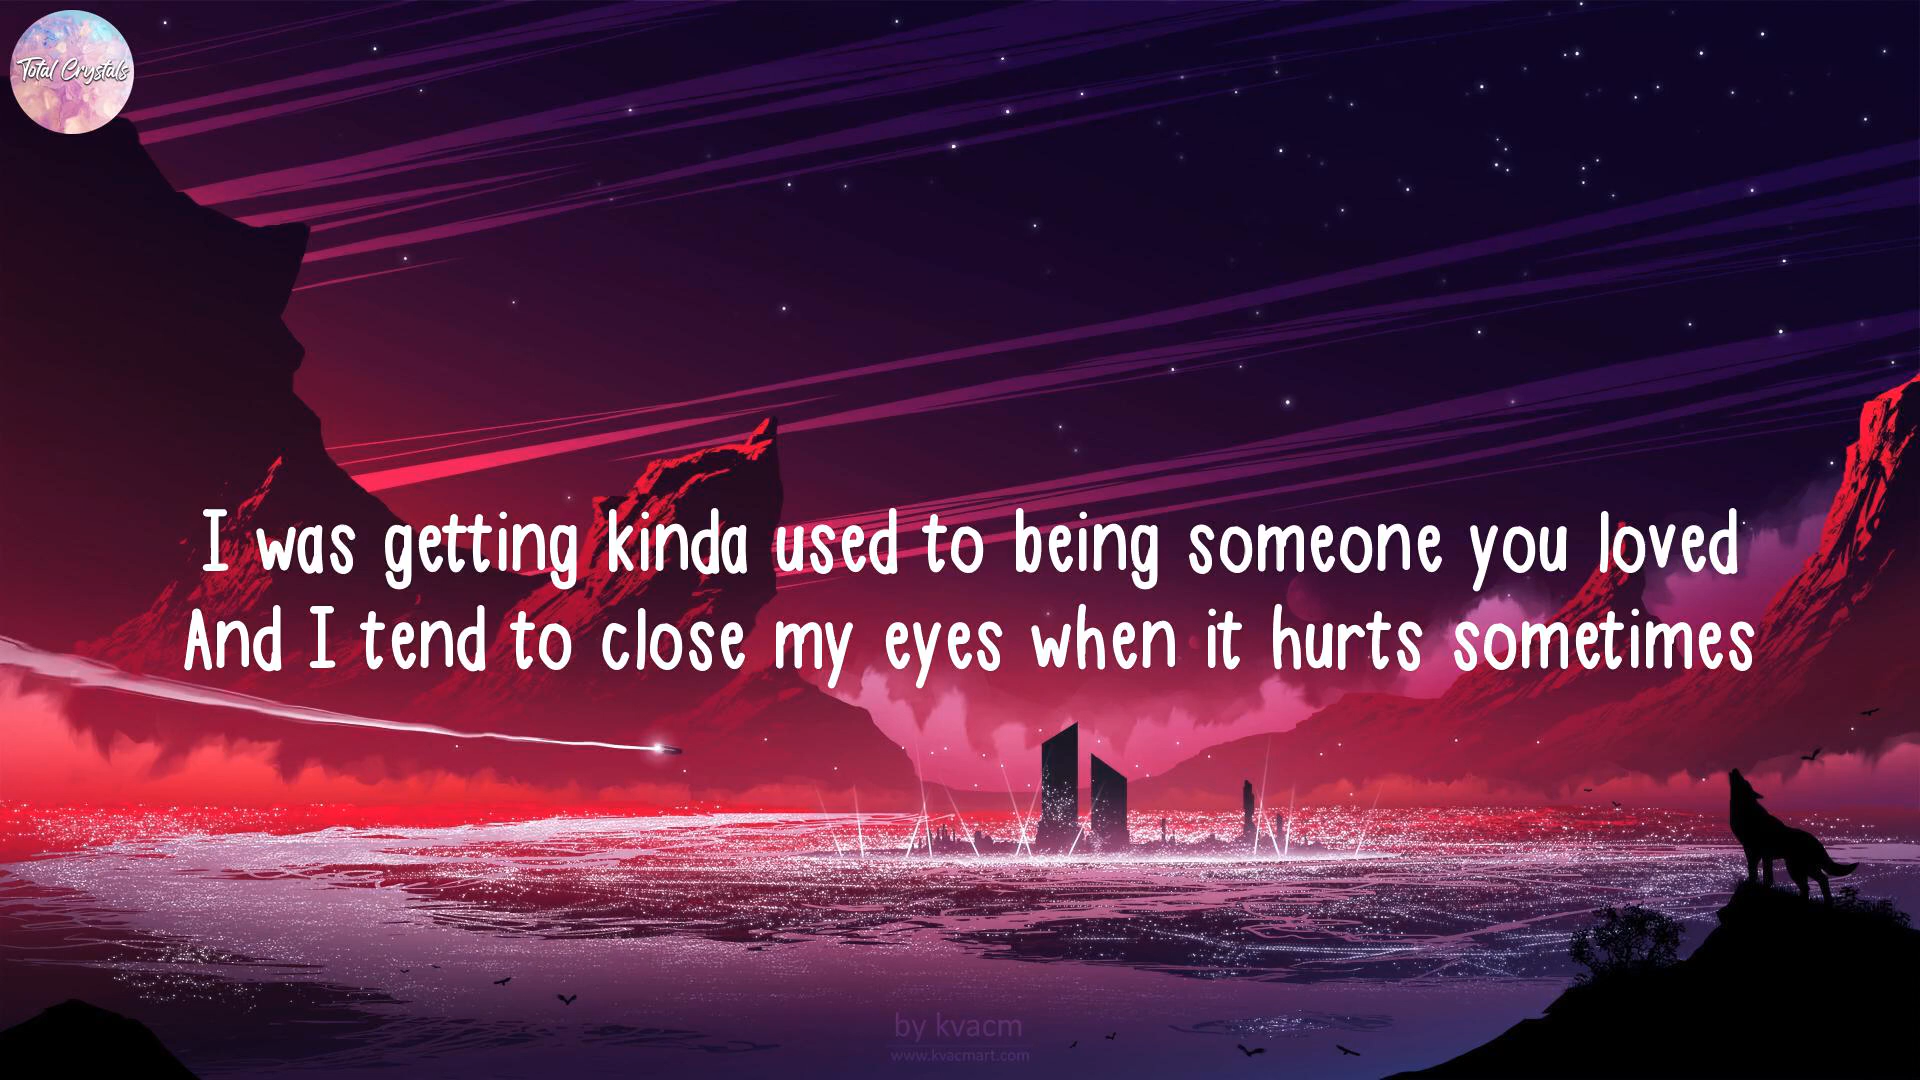 Total Crystals
I was getting kinda used to being someone you loved
And I tend to close my eyes when it hurts sometimes
by kvacm
www.kvacmart.com